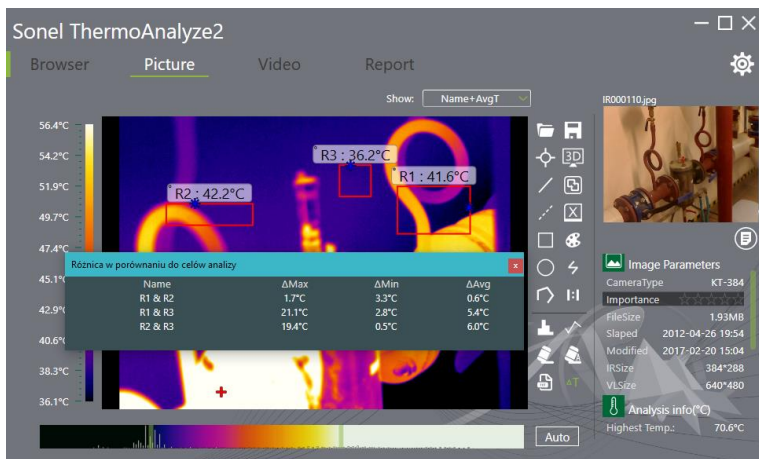 Sonel ThermoAnalyze2
Browser Picture Video Report
Show: Name+AvgT
IR000110.jpg
56.4°C
54.2°C
51.9°C
49.7°C
47.4°C
45.1°C
42.9°C
40.6°C
38.3°C
36.1°C
R3 : 36.2°C
R1 : 41.6°C
R2 : 42.2°C
3D
Różnica w porównaniu do celów analizy x
Name ΔMax ΔMin ΔAvg
R1 & R2 1.7°C 3.3°C 0.6°C
R1 & R3 21.1°C 2.8°C 5.4°C
R2 & R3 19.4°C 0.5°C 6.0°C
ΔT
Auto
Image Parameters
CameraType KT-384
Importance
FileSize 1.93MB
Slaped 2012-04-26 19:54
Modified 2017-02-20 15:04
IRSize 384*288
VLSize 640*480
Analysis info(°C)
Highest Temp.: 70.6°C